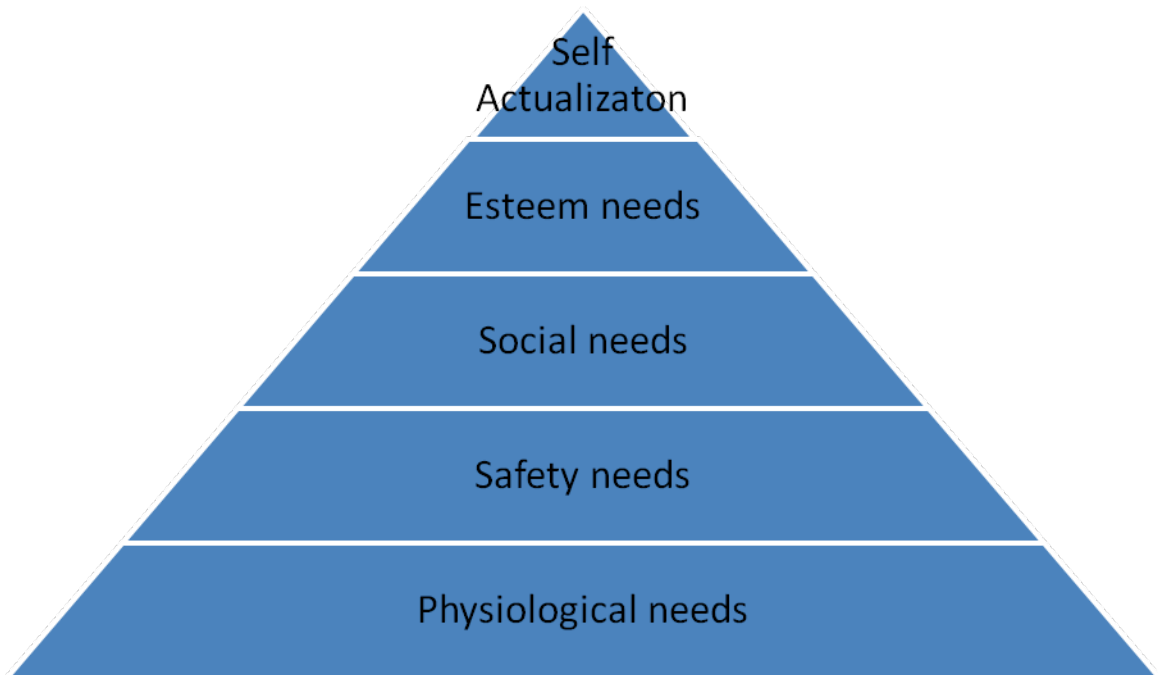 Self
Actualizaton
Esteem needs
Social needs
Safety needs
Physiological needs